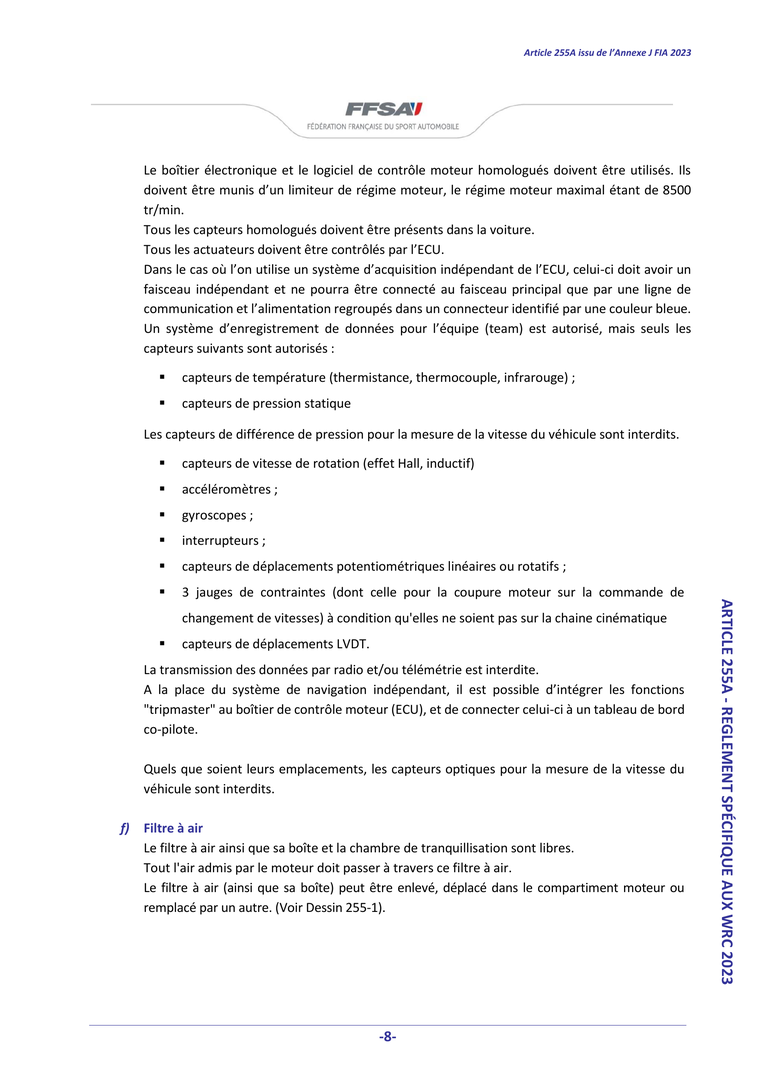 Article 255A issu de l’Annexe J FIA 2023
FFSA
FÉDÉRATION FRANÇAISE DU SPORT AUTOMOBILE
Le boîtier électronique et le logiciel de contrôle moteur homologués doivent être utilisés. Ils
doivent être munis d’un limiteur de régime moteur, le régime moteur maximal étant de 8500
tr/min.
Tous les capteurs homologués doivent être présents dans la voiture.
Tous les actuateurs doivent être contrôlés par l’ECU.
Dans le cas où l’on utilise un système d’acquisition indépendant de l’ECU, celui-ci doit avoir un
faisceau indépendant et ne pourra être connecté au faisceau principal que par une ligne de
communication et l’alimentation regroupés dans un connecteur identifié par une couleur bleue.
Un système d’enregistrement de données pour l’équipe (team) est autorisé, mais seuls les
capteurs suivants sont autorisés :
▪ capteurs de température (thermistance, thermocouple, infrarouge) ;
▪ capteurs de pression statique
Les capteurs de différence de pression pour la mesure de la vitesse du véhicule sont interdits.
▪ capteurs de vitesse de rotation (effet Hall, inductif)
▪ accéléromètres ;
▪ gyroscopes ;
▪ interrupteurs ;
▪ capteurs de déplacements potentiométriques linéaires ou rotatifs ;
▪ 3 jauges de contraintes (dont celle pour la coupure moteur sur la commande de
changement de vitesses) à condition qu'elles ne soient pas sur la chaine cinématique
▪ capteurs de déplacements LVDT.
La transmission des données par radio et/ou télémétrie est interdite.
A la place du système de navigation indépendant, il est possible d’intégrer les fonctions
"tripmaster" au boîtier de contrôle moteur (ECU), et de connecter celui-ci à un tableau de bord
co-pilote.
Quels que soient leurs emplacements, les capteurs optiques pour la mesure de la vitesse du
véhicule sont interdits.
f) Filtre à air
Le filtre à air ainsi que sa boîte et la chambre de tranquillisation sont libres.
Tout l'air admis par le moteur doit passer à travers ce filtre à air.
Le filtre à air (ainsi que sa boîte) peut être enlevé, déplacé dans le compartiment moteur ou
remplacé par un autre. (Voir Dessin 255-1).
ARTICLE 255A - REGLEMENT SPÉCIFIQUE AUX WRC 2023
-8-